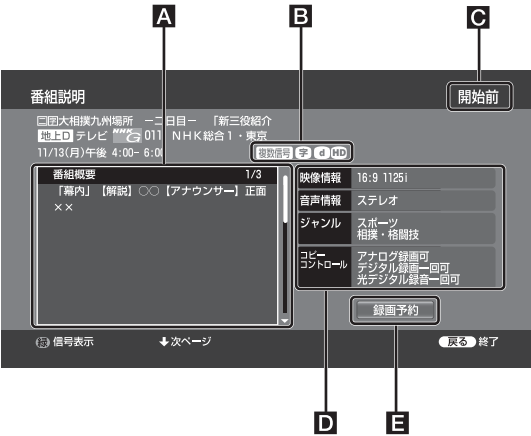 A
B
C
番組説明
開始前
二字大相撲九州場所 −二日目− 「新三役紹介
地上D テレビ NHK G 011 NHK総合1・東京
11/13(月)午後 4:00- 6:00
複数信号 字 d HD
番組概要 1/3
「幕内」【解説】○○【アナウンサー】正面
××
映像情報 16:9 1125i
音声情報 ステレオ
ジャンル スポーツ
相撲・格闘技
コピーコントロール アナログ録画可
デジタル録画一回可
光デジタル録音一回可
録画予約
信号表示
↓次ページ
戻る 終了
D
E